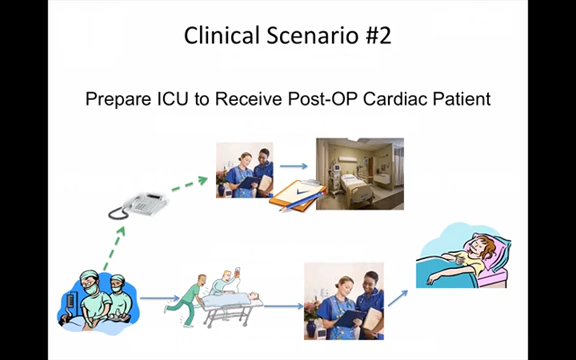 Clinical Scenario #2
Prepare ICU to Receive Post-OP Cardiac Patient